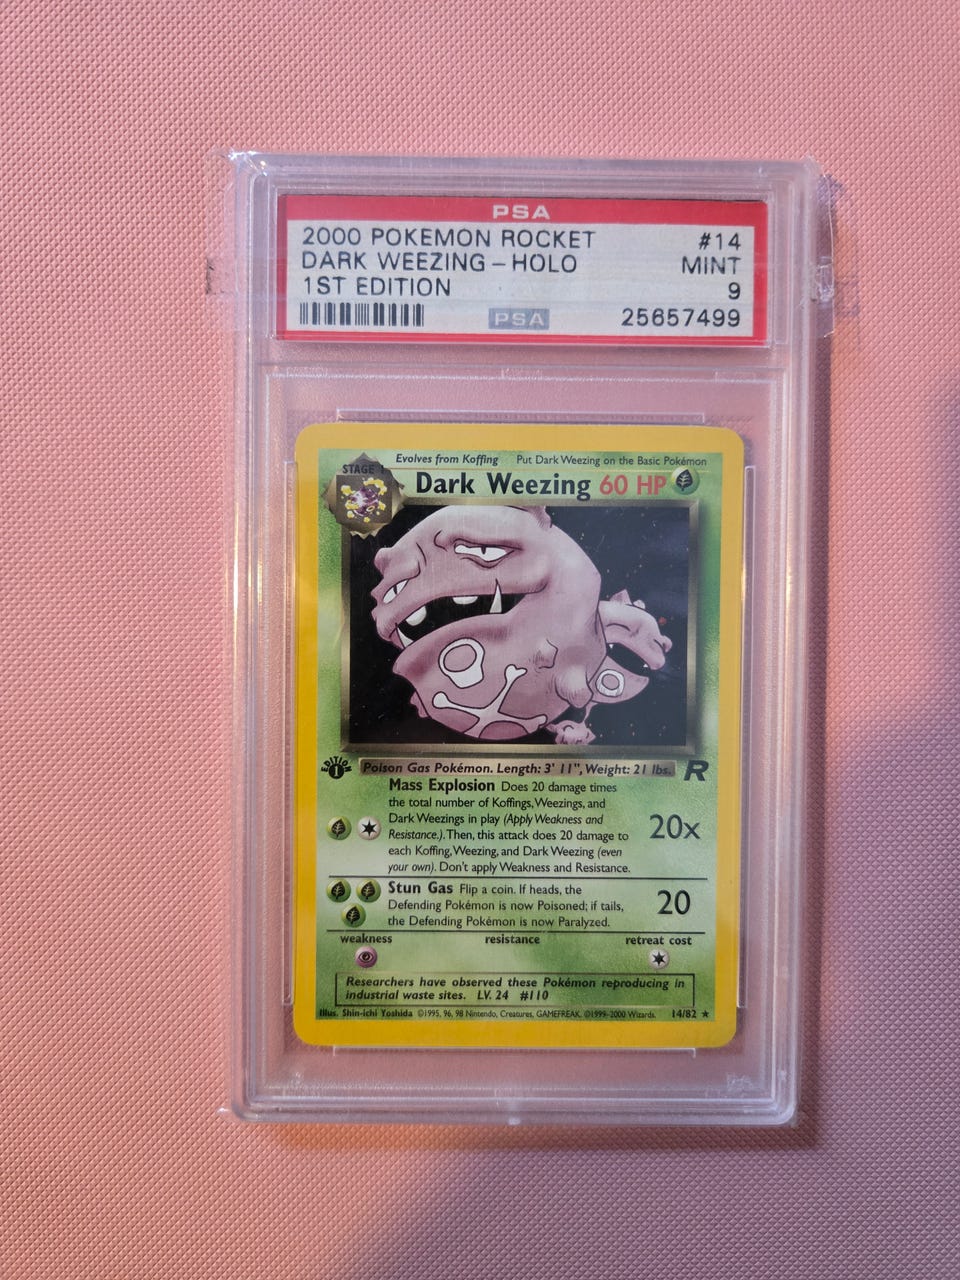 PSA
2000 POKEMON ROCKET #14
DARK WEEZING – HOLO MINT
1ST EDITION 9
PSA 25657499
Evolves from Koffing Put Dark Weezing on the Basic Pokémon
STAGE 1
Dark Weezing 60 HP
EDITION
1
Poison Gas Pokémon. Length: 3' 11", Weight: 21 lbs. R
Mass Explosion Does 20 damage times
the total number of Koffings, Weezings, and
Dark Weezings in play (Apply Weakness and
Resistance.). Then, this attack does 20 damage to
each Koffing, Weezing, and Dark Weezing (even
your own). Don't apply Weakness and Resistance.
20x
Stun Gas Flip a coin. If heads, the
Defending Pokémon is now Poisoned; if tails,
the Defending Pokémon is now Paralyzed.
20
weakness resistance retreat cost
Researchers have observed these Pokémon reproducing in
industrial waste sites. LV. 24 #110
Illus. Shin-ichi Yoshida ©1995, 96, 98 Nintendo, Creatures, GAMEFREAK. ©1999-2000 Wizards. 14/82 ★